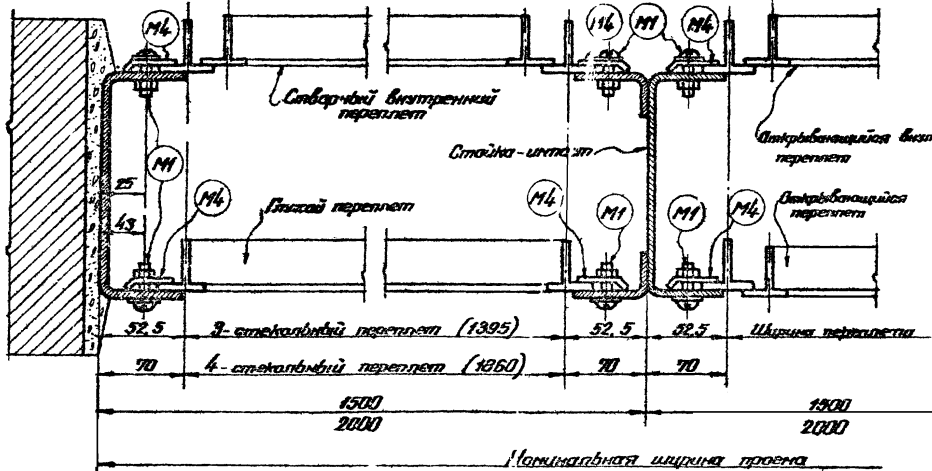 М4
М4
М1
М4
Створный внутренний
переплет
Стойка-импост
Открывающийся
переплет
М1
25
М4
Глухой переплет
М4
М1
М1
М4
Открывающийся
переплет
43
52,5
3-стекольный переплет (1395)
52,5
52,5
Ширина переплета
70
4-стекольный переплет (1860)
70
70
1500
1500
2000
2000
Номинальная ширина проема